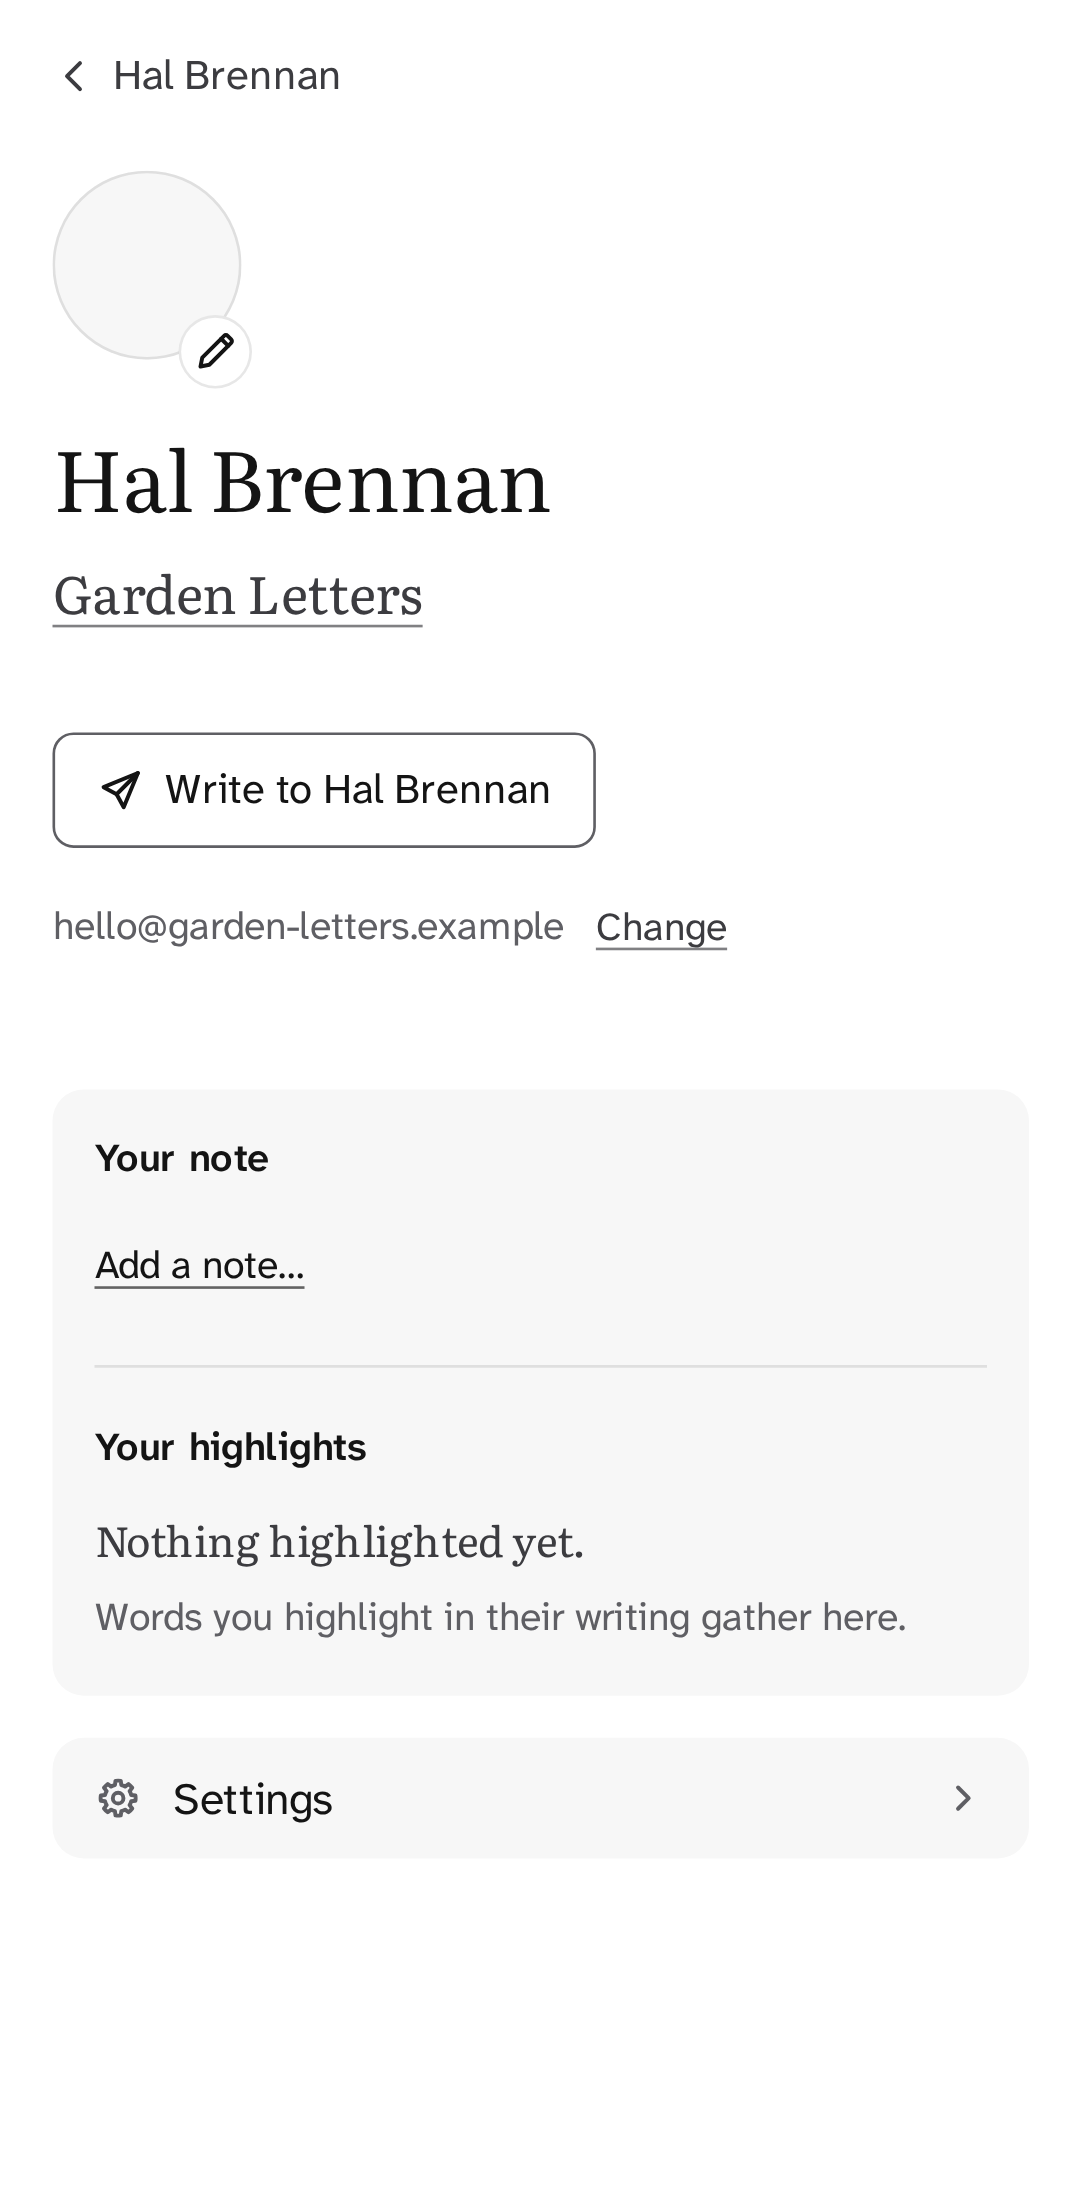 Hal Brennan
Hal Brennan
Garden Letters
Write to Hal Brennan
hello@garden-letters.example Change
Your note
Add a note...
Your highlights
Nothing highlighted yet.
Words you highlight in their writing gather here.
Settings